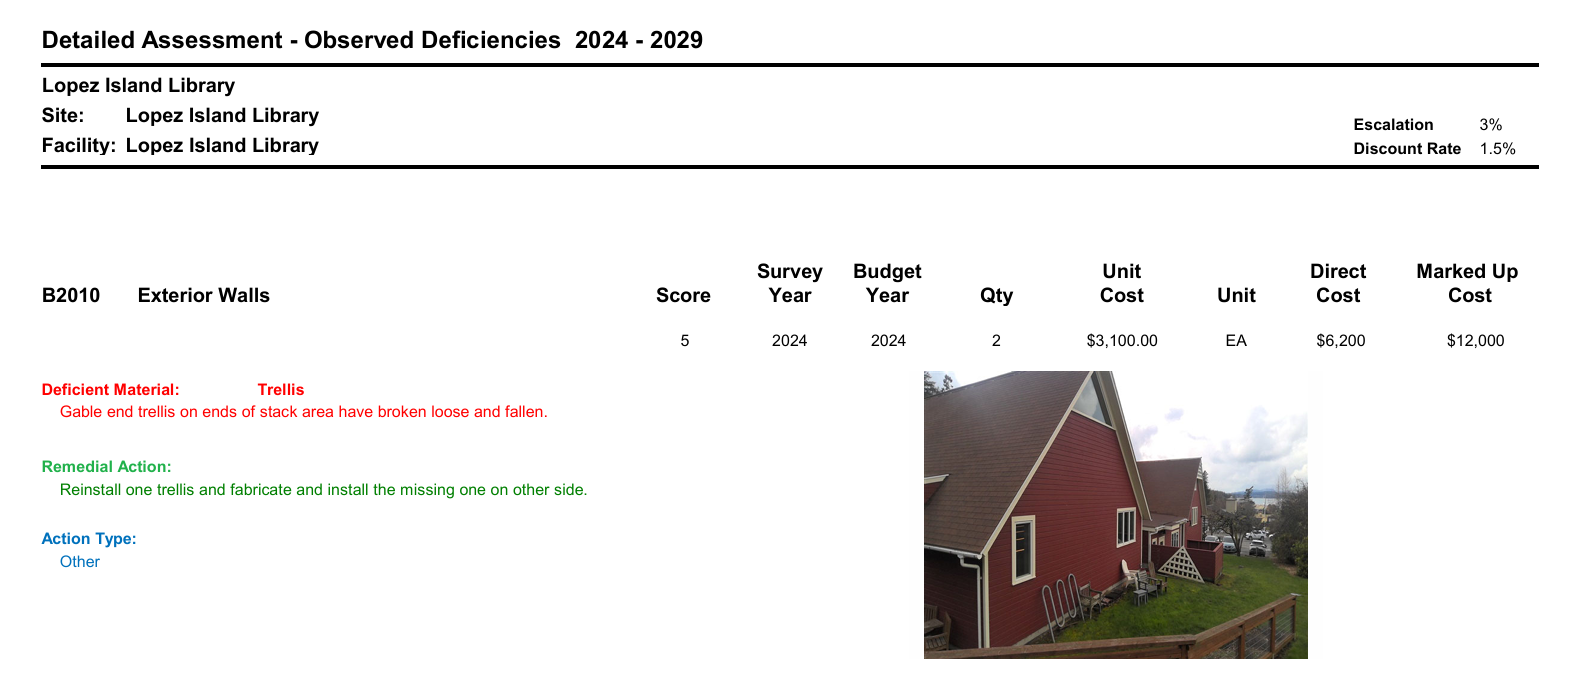 Detailed Assessment - Observed Deficiencies 2024 - 2029
Lopez Island Library
Site: Lopez Island Library
Facility: Lopez Island Library
Escalation 3%
Discount Rate 1.5%
B2010 Exterior Walls Score Survey Year Budget Year Qty Unit Cost Unit Direct Cost Marked Up Cost
5 2024 2024 2 $3,100.00 EA $6,200 $12,000
Deficient Material: Trellis
Gable end trellis on ends of stack area have broken loose and fallen.
Remedial Action:
Reinstall one trellis and fabricate and install the missing one on other side.
Action Type:
Other